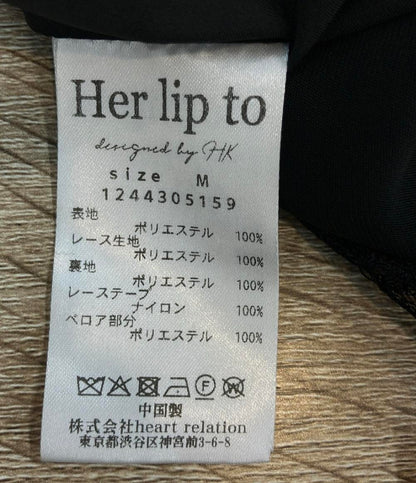 Her lip to
designed by HK
size M
1244305159
表地
ポリエステル 100%
レース生地
ポリエステル 100%
裏地
ポリエステル 100%
レーステープ
ナイロン 100%
ベロア部分
ポリエステル 100%
中国製
株式会社heart relation
東京都渋谷区神宮前3-6-8